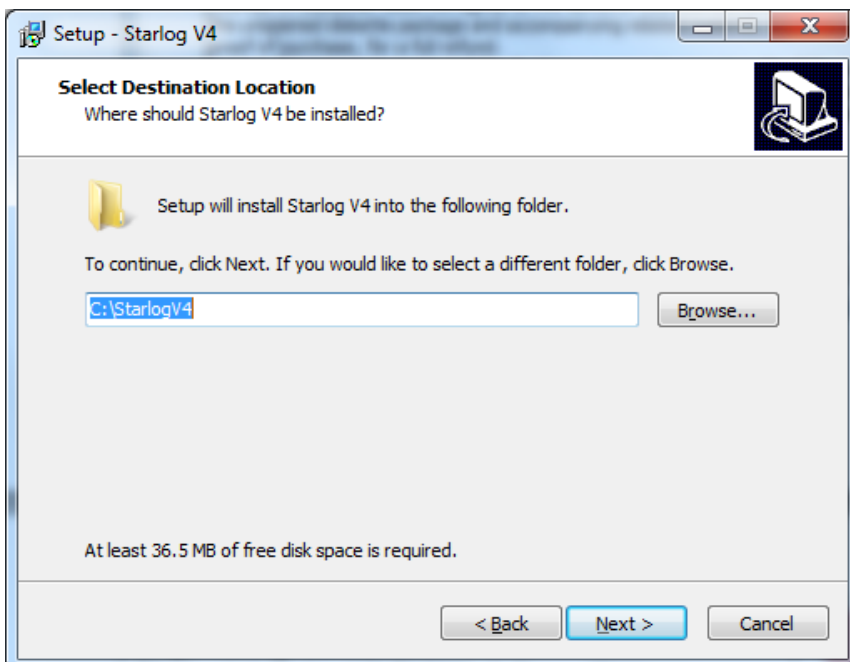 Setup - Starlog V4
Select Destination Location
Where should Starlog V4 be installed?
Setup will install Starlog V4 into the following folder.
To continue, click Next. If you would like to select a different folder, click Browse.
C:\StarlogV4
Browse...
At least 36.5 MB of free disk space is required.
< Back
Next >
Cancel